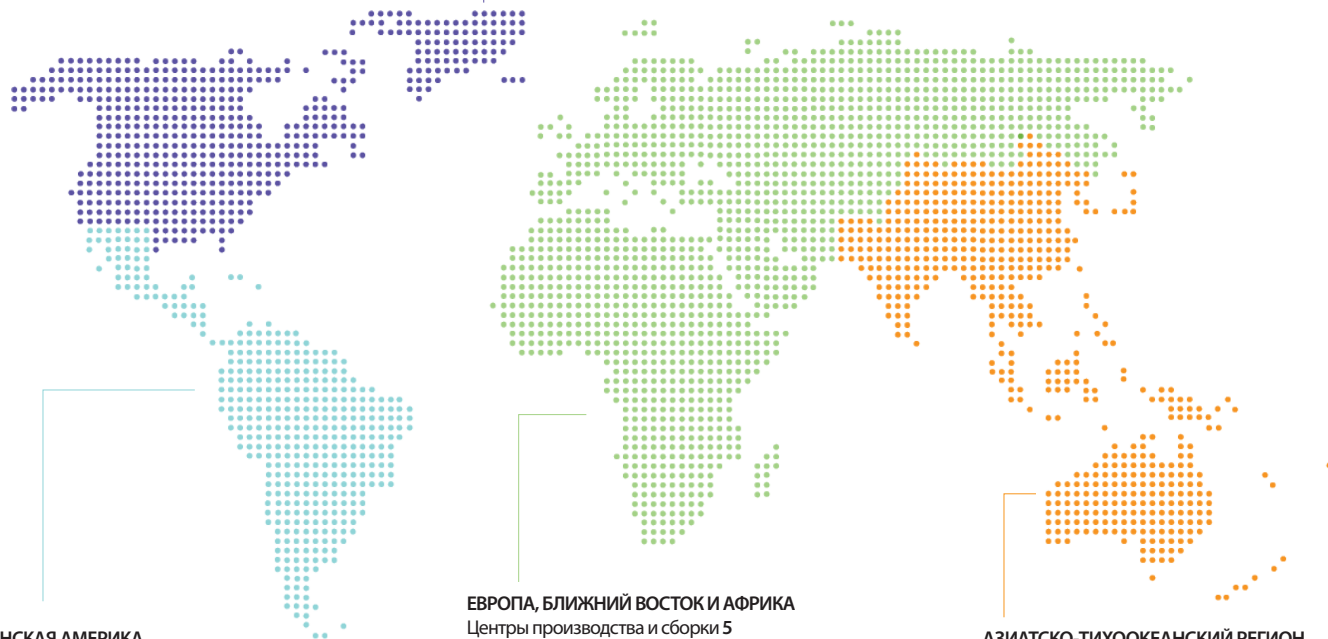 ЕВРОПА, БЛИЖНИЙ ВОСТОК И АФРИКА
Центры производства и сборки 5
НСКАЯ АМЕРИКА
АЗИАТСКО-ТИХООКЕАНСКИЙ РЕГИОН